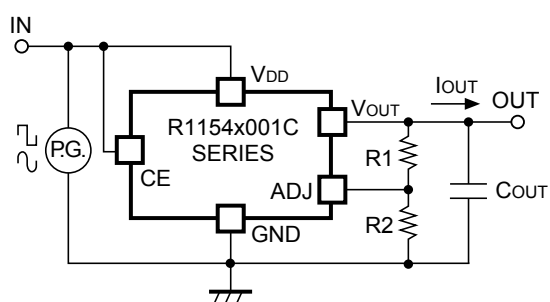 IN
VDD
R1154x001C
SERIES
VOUT
IOUT
OUT
P.G.
CE
ADJ
R1
R2
COUT
GND